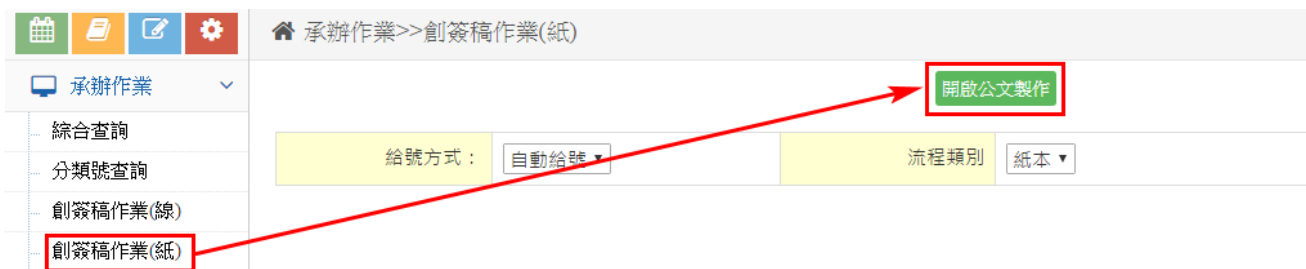 承辦作業>>創簽稿作業(紙)
承辦作業
開啟公文製作
綜合查詢
給號方式：
自動給號
流程類別
紙本
分類號查詢
創簽稿作業(線)
創簽稿作業(紙)